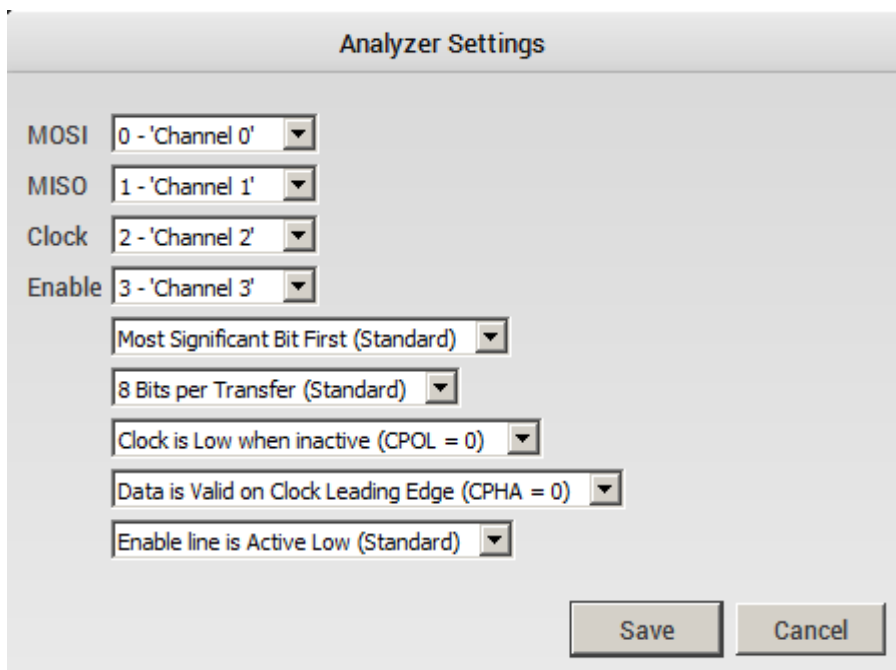 Analyzer Settings
MOSI 0 - 'Channel 0'
MISO 1 - 'Channel 1'
Clock 2 - 'Channel 2'
Enable 3 - 'Channel 3'
Most Significant Bit First (Standard)
8 Bits per Transfer (Standard)
Clock is Low when inactive (CPOL = 0)
Data is Valid on Clock Leading Edge (CPHA = 0)
Enable line is Active Low (Standard)
Save Cancel